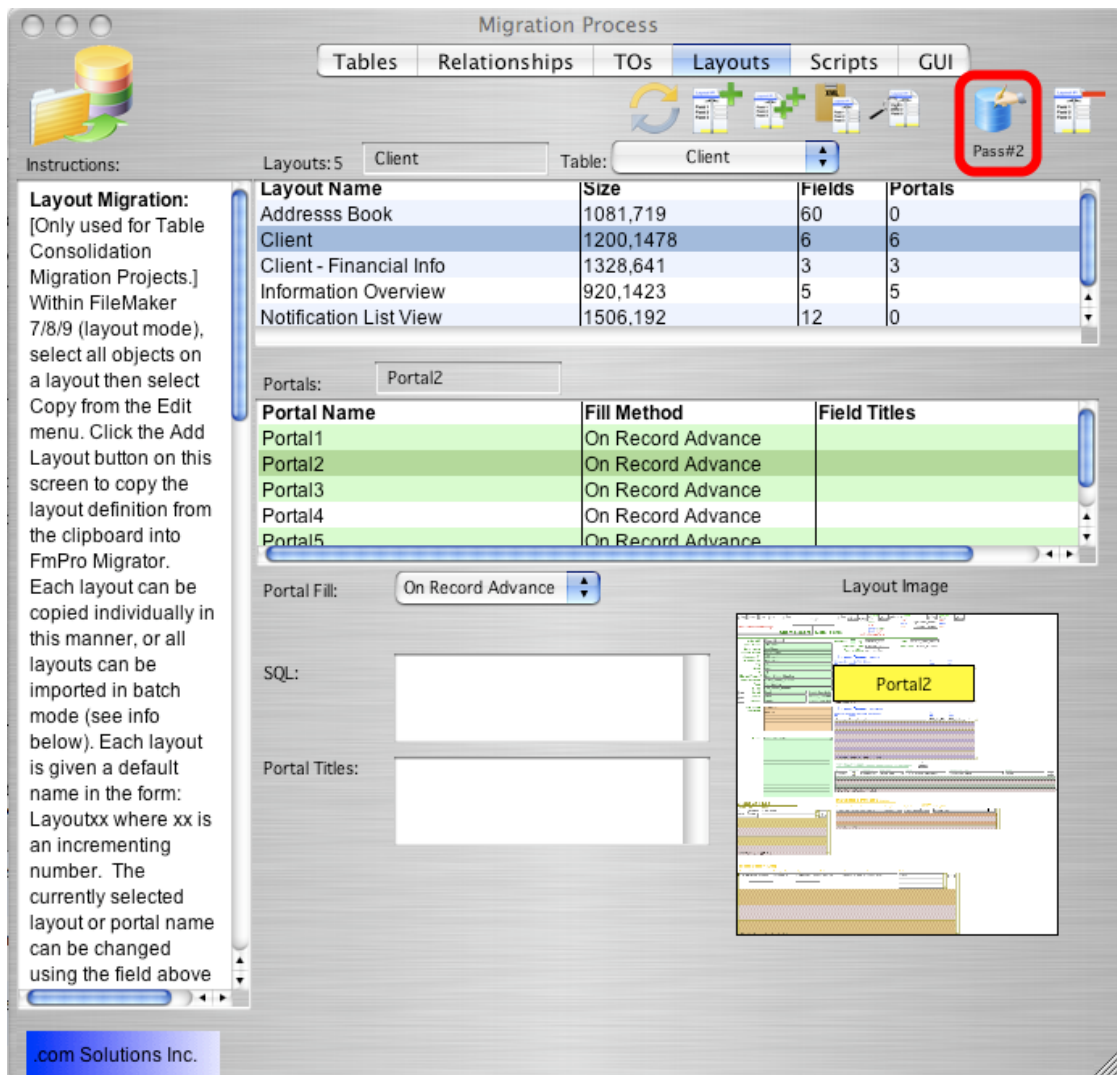 Migration Process
Tables Relationships TOs Layouts Scripts GUI
Pass#2
Instructions:
Layouts: 5 Client Table: Client
Layout Migration:
[Only used for Table
Consolidation
Migration Projects.]
Within FileMaker
7/8/9 (layout mode),
select all objects on
a layout then select
Copy from the Edit
menu. Click the Add
Layout button on this
screen to copy the
layout definition from
the clipboard into
FmPro Migrator.
Each layout can be
copied individually in
this manner, or all
layouts can be
imported in batch
mode (see info
below). Each layout
is given a default
name in the form:
Layoutxx where xx is
an incrementing
number. The
currently selected
layout or portal name
can be changed
using the field above
Layout Name Size Fields Portals
Addresss Book 1081,719 60 0
Client 1200,1478 6 6
Client - Financial Info 1328,641 3 3
Information Overview 920,1423 5 5
Notification List View 1506,192 12 0
Portals: Portal2
Portal Name Fill Method Field Titles
Portal1 On Record Advance
Portal2 On Record Advance
Portal3 On Record Advance
Portal4 On Record Advance
Portal5 On Record Advance
Portal Fill: On Record Advance
Layout Image
SQL:
Portal2
Portal Titles:
.com Solutions Inc.